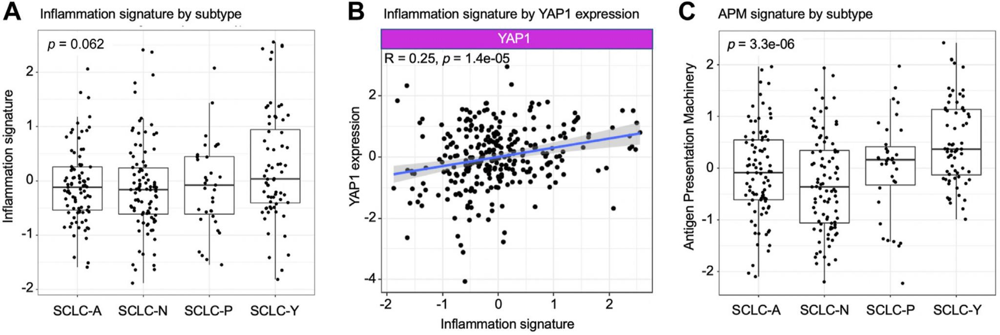 A Inflammation signature by subtype
p = 0.062
Inflammation signature
2
1
0
-1
-2
SCLC-A SCLC-N SCLC-P SCLC-Y
B Inflammation signature by YAP1 expression
YAP1
R = 0.25, p = 1.4e-05
YAP1 expression
2
0
-2
-4
-2 -1 0 1 2
Inflammation signature
C APM signature by subtype
p = 3.3e-06
Antigen Presentation Machinery
2
1
0
-1
-2
SCLC-A SCLC-N SCLC-P SCLC-Y